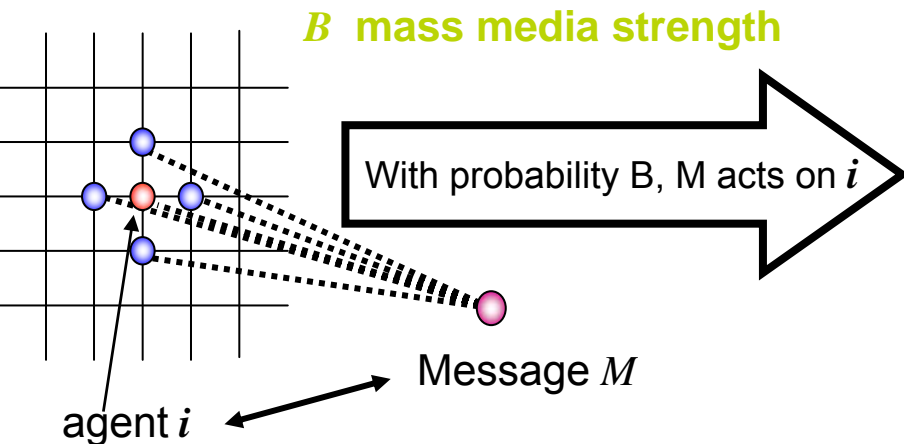 B mass media strength
With probability B, M acts on i
Message M
agent i